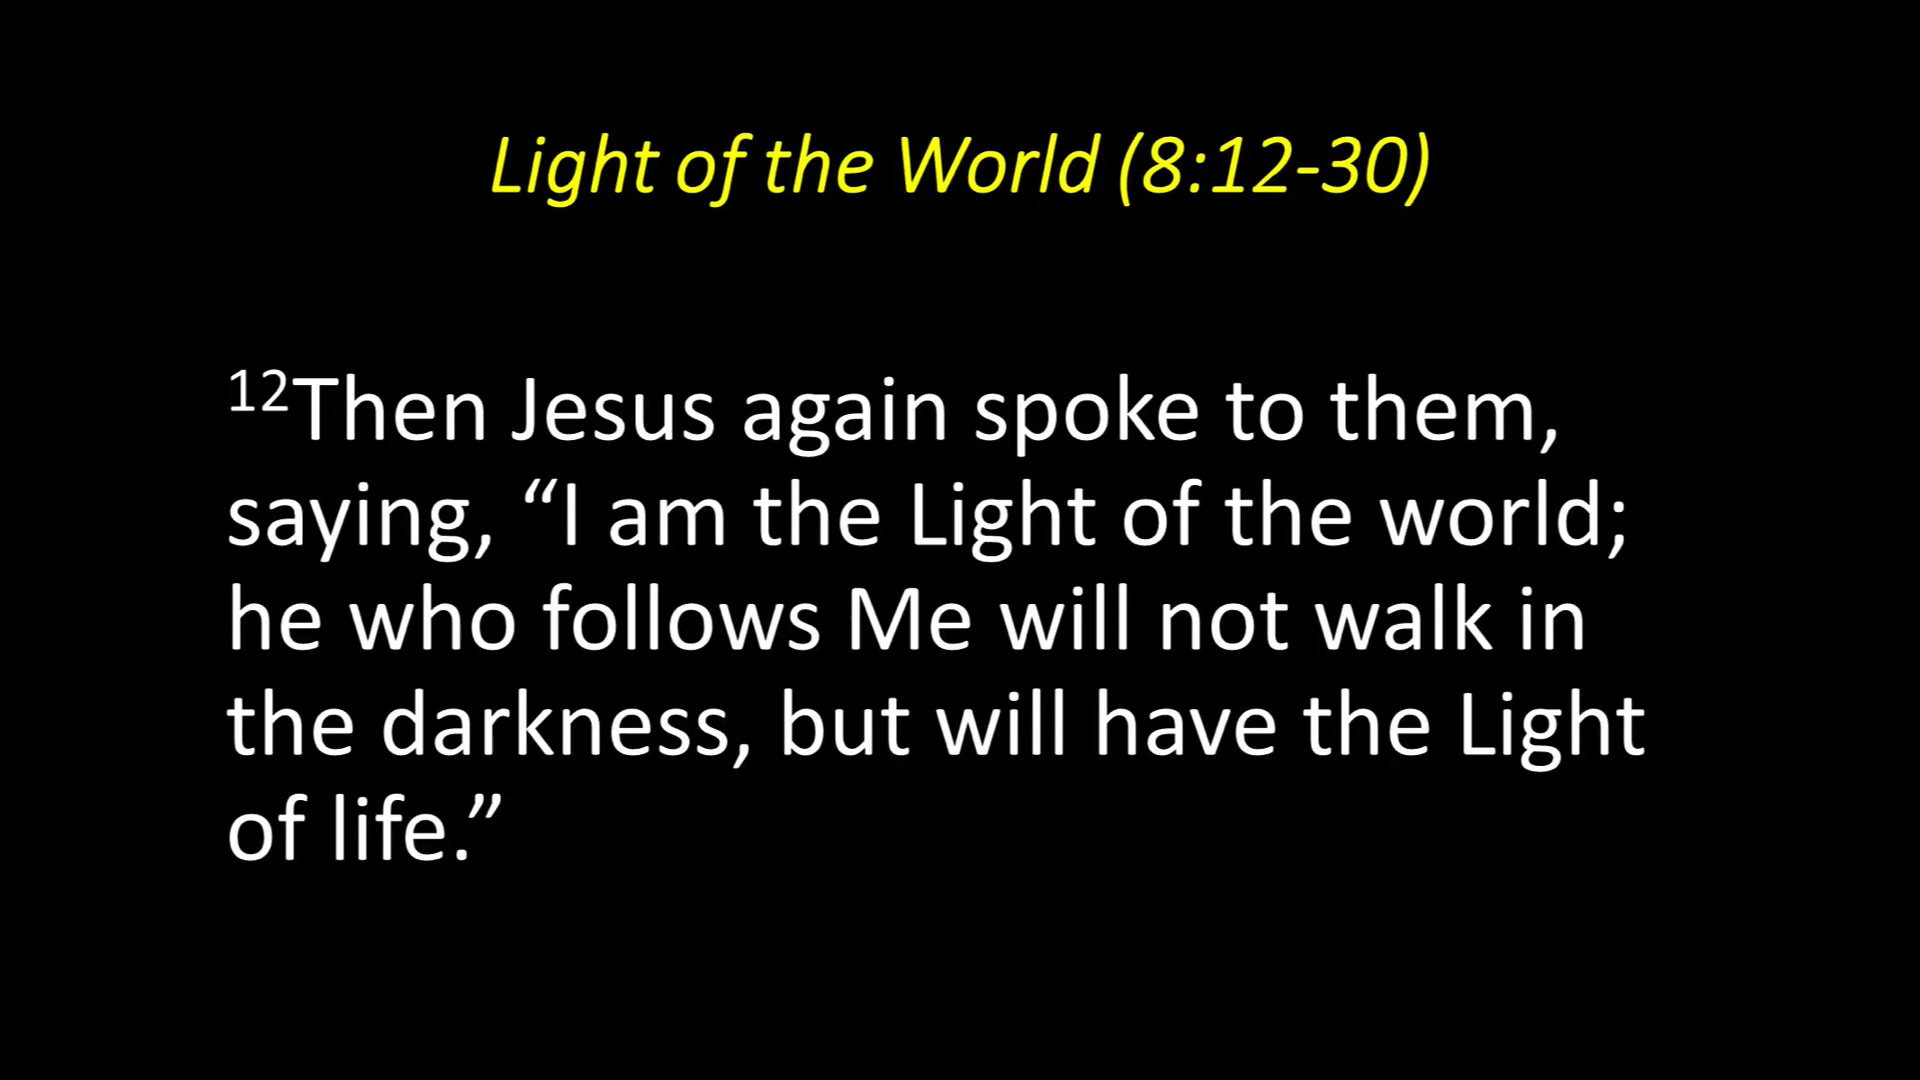 Light of the World (8:12-30)
12Then Jesus again spoke to them,
saying, “I am the Light of the world;
he who follows Me will not walk in
the darkness, but will have the Light
of life.”